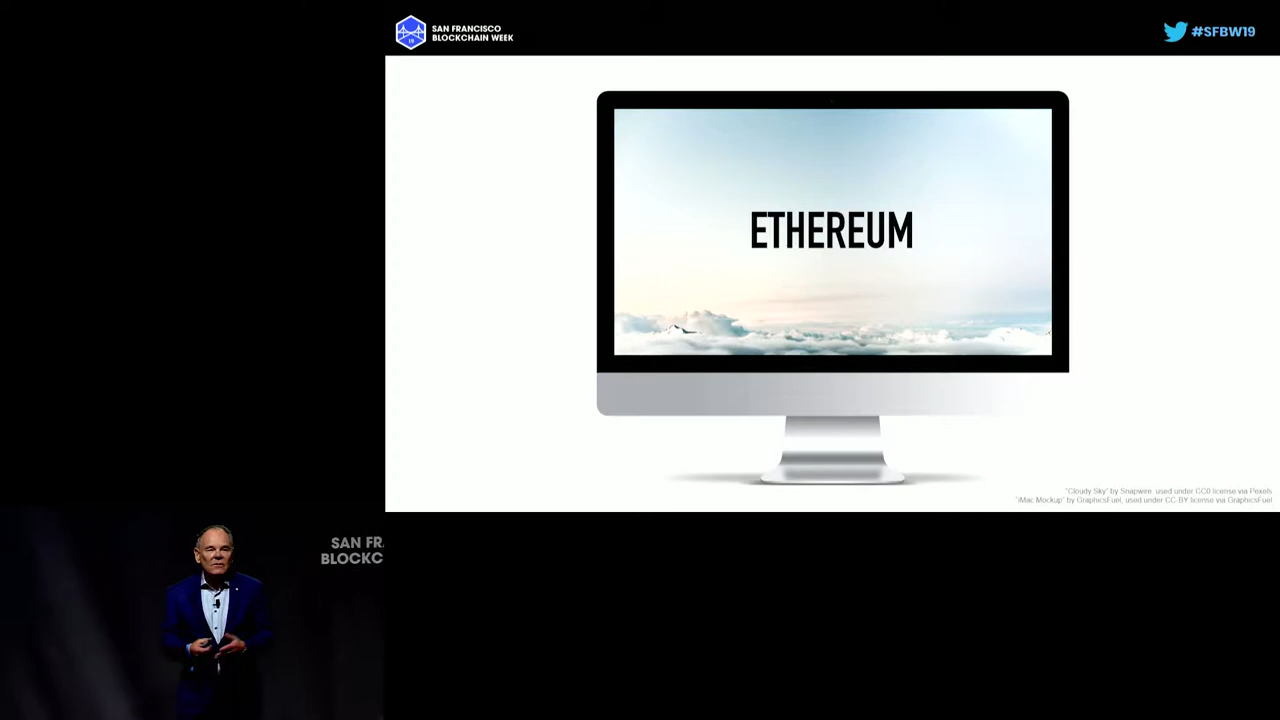 SAN FRANCISCO
BLOCKCHAIN WEEK
19
#SFBW19
ETHEREUM
"Cloudy Sky" by Snapwire, used under CC0 license via Pexels
"iMac Mockup" by GraphicsFuel, used under CC-BY license via GraphicsFuel
SAN FR
BLOCKC